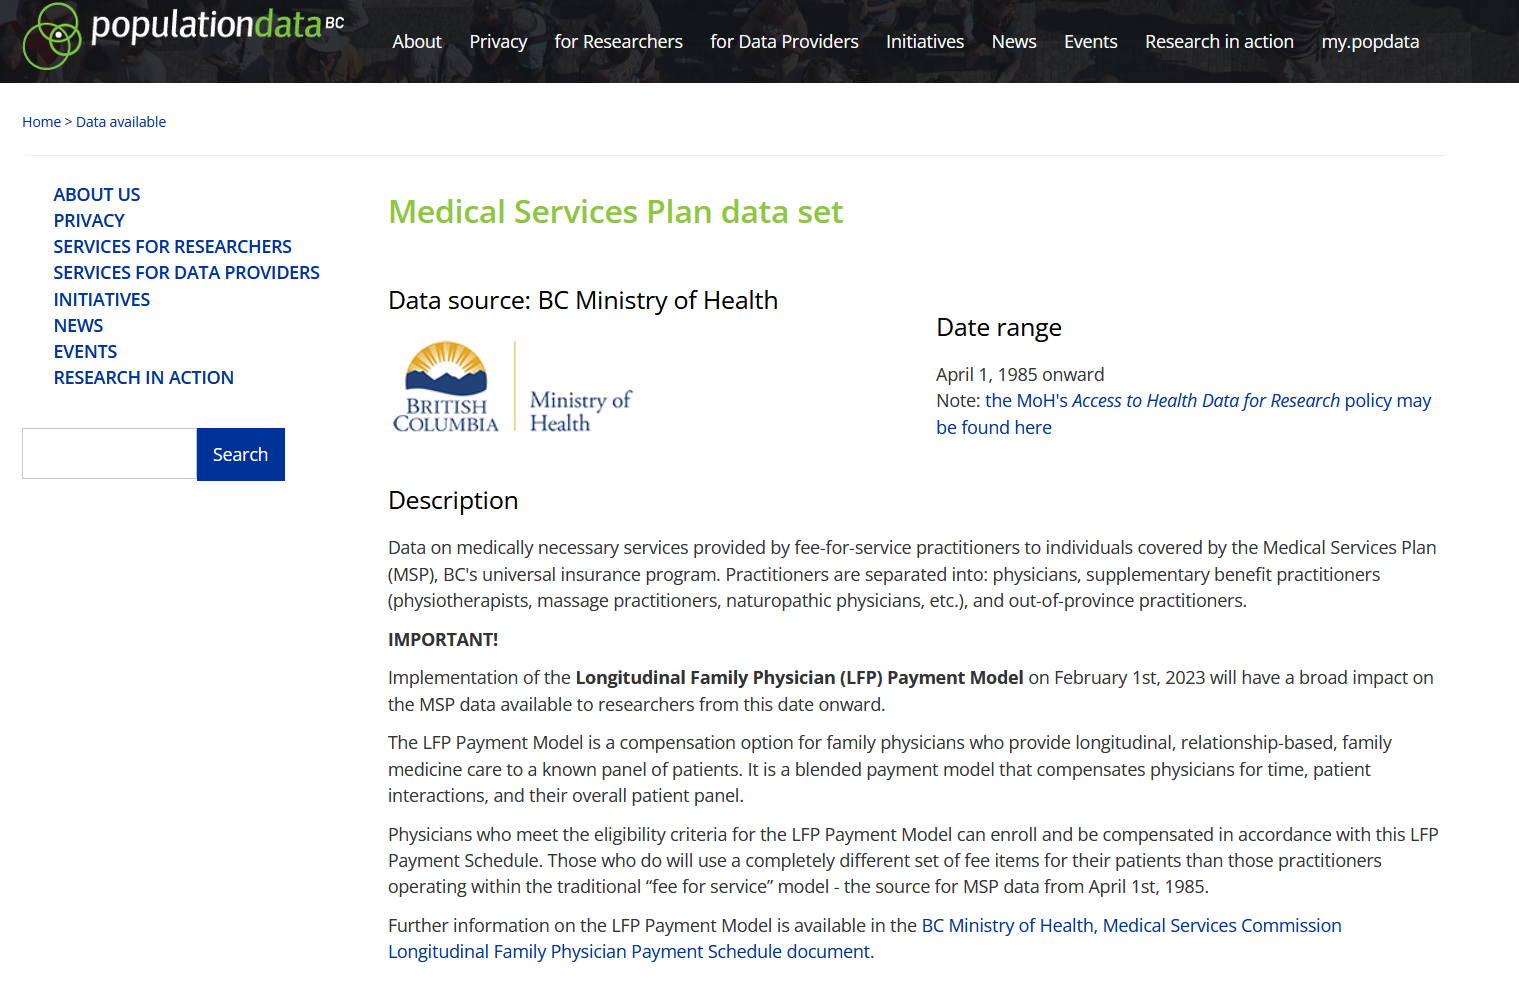 populationdata BC
About Privacy for Researchers for Data Providers Initiatives News Events Research in action my.popdata
Home > Data available
ABOUT US
PRIVACY
SERVICES FOR RESEARCHERS
SERVICES FOR DATA PROVIDERS
INITIATIVES
NEWS
EVENTS
RESEARCH IN ACTION
Search
Medical Services Plan data set
Data source: BC Ministry of Health
BRITISH
COLUMBIA
Ministry of
Health
Date range
April 1, 1985 onward
Note: the MoH's Access to Health Data for Research policy may
be found here
Description
Data on medically necessary services provided by fee-for-service practitioners to individuals covered by the Medical Services Plan
(MSP), BC's universal insurance program. Practitioners are separated into: physicians, supplementary benefit practitioners
(physiotherapists, massage practitioners, naturopathic physicians, etc.), and out-of-province practitioners.
IMPORTANT!
Implementation of the Longitudinal Family Physician (LFP) Payment Model on February 1st, 2023 will have a broad impact on
the MSP data available to researchers from this date onward.
The LFP Payment Model is a compensation option for family physicians who provide longitudinal, relationship-based, family
medicine care to a known panel of patients. It is a blended payment model that compensates physicians for time, patient
interactions, and their overall patient panel.
Physicians who meet the eligibility criteria for the LFP Payment Model can enroll and be compensated in accordance with this LFP
Payment Schedule. Those who do will use a completely different set of fee items for their patients than those practitioners
operating within the traditional “fee for service” model - the source for MSP data from April 1st, 1985.
Further information on the LFP Payment Model is available in the BC Ministry of Health, Medical Services Commission
Longitudinal Family Physician Payment Schedule document.